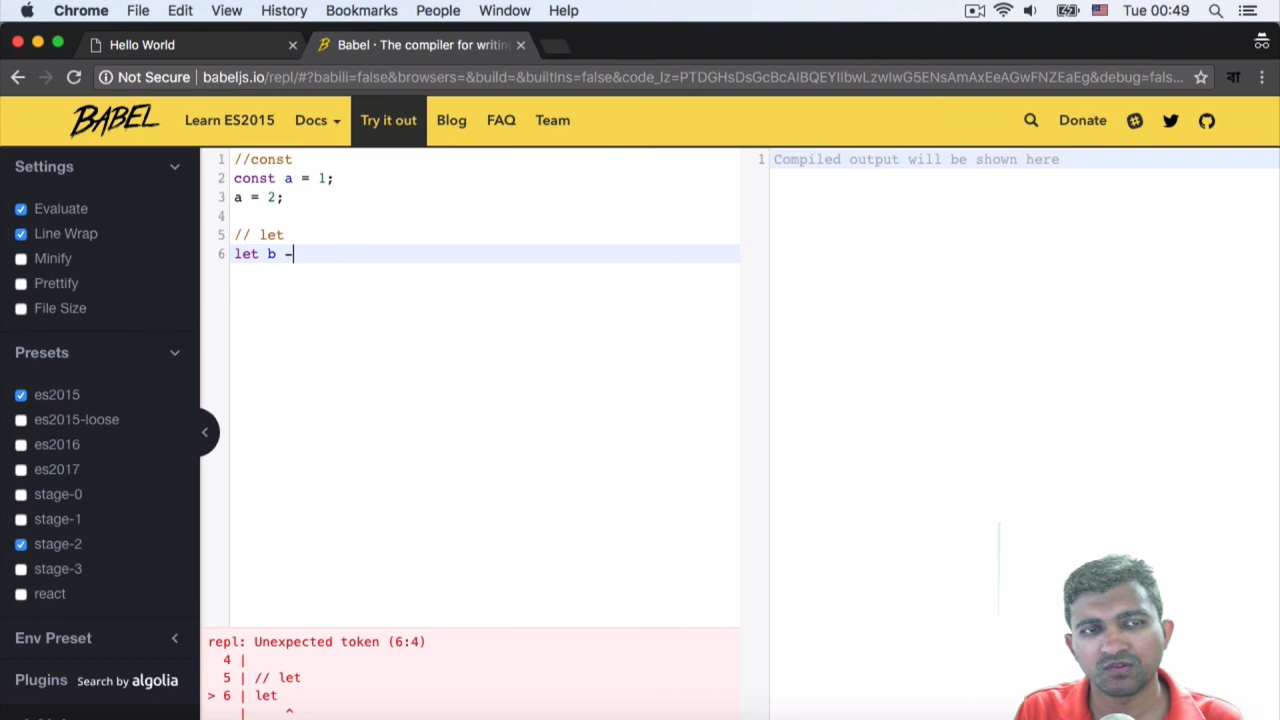 Chrome File Edit View History Bookmarks People Window Help Tue 00:49
Hello World
Babel · The compiler for writing
Not Secure babeljs.io/repl/#?babili=false&browsers=&build=&builtIns=false&code_lz=PTDGHsDsGcBcAIBQEYIIbwLzwIwG5ENsAmAxEeAGwFNZEaEg&debug=fals... বা
BABEL Learn ES2015 Docs Try it out Blog FAQ Team Donate
Settings
Evaluate
Line Wrap
Minify
Prettify
File Size
Presets
es2015
es2015-loose
es2016
es2017
stage-0
stage-1
stage-2
stage-3
react
Env Preset
Plugins Search by algolia
1 //const
2 const a = 1;
3 a = 2;
4
5 // let
6 let b -
repl: Unexpected token (6:4)
4 |
5 | // let
> 6 | let
| ^
1 Compiled output will be shown here